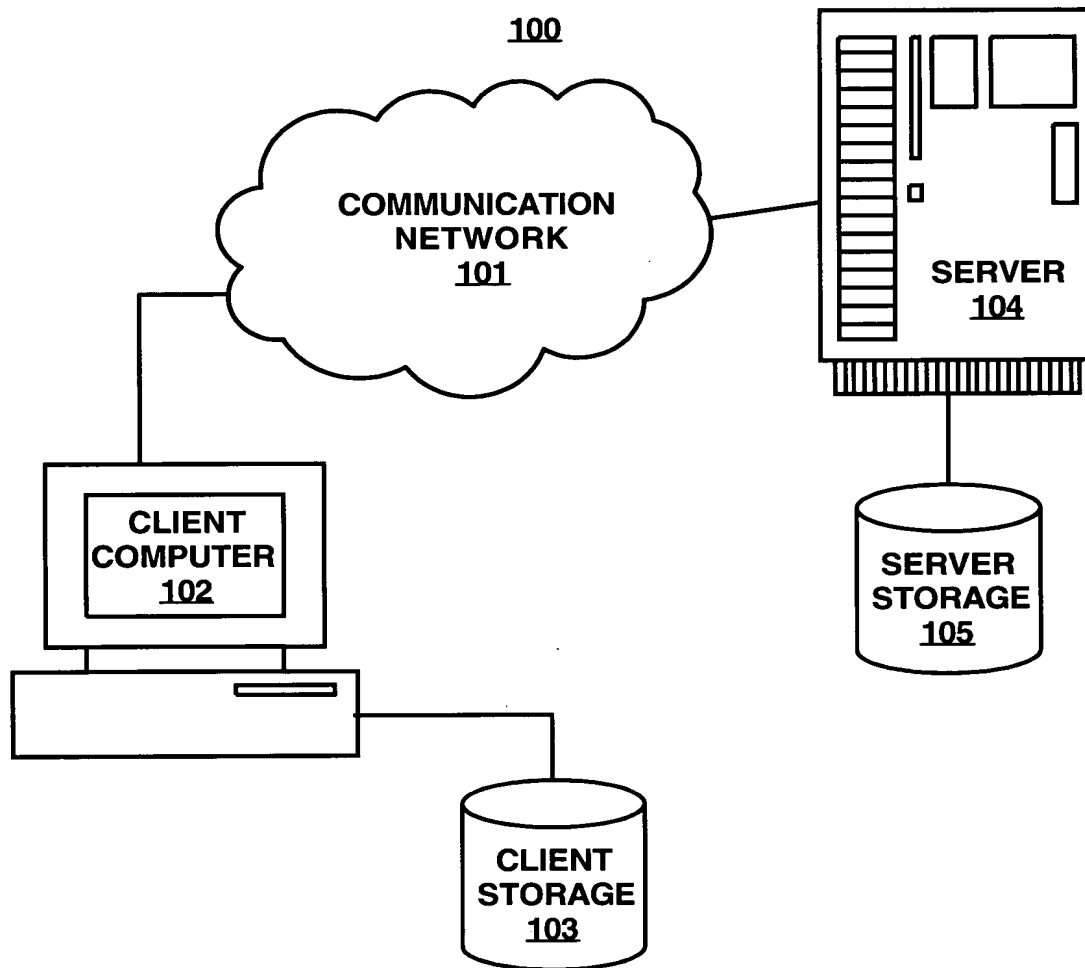 100
COMMUNICATION
NETWORK
101
SERVER
104
CLIENT
COMPUTER
102
SERVER
STORAGE
105
CLIENT
STORAGE
103